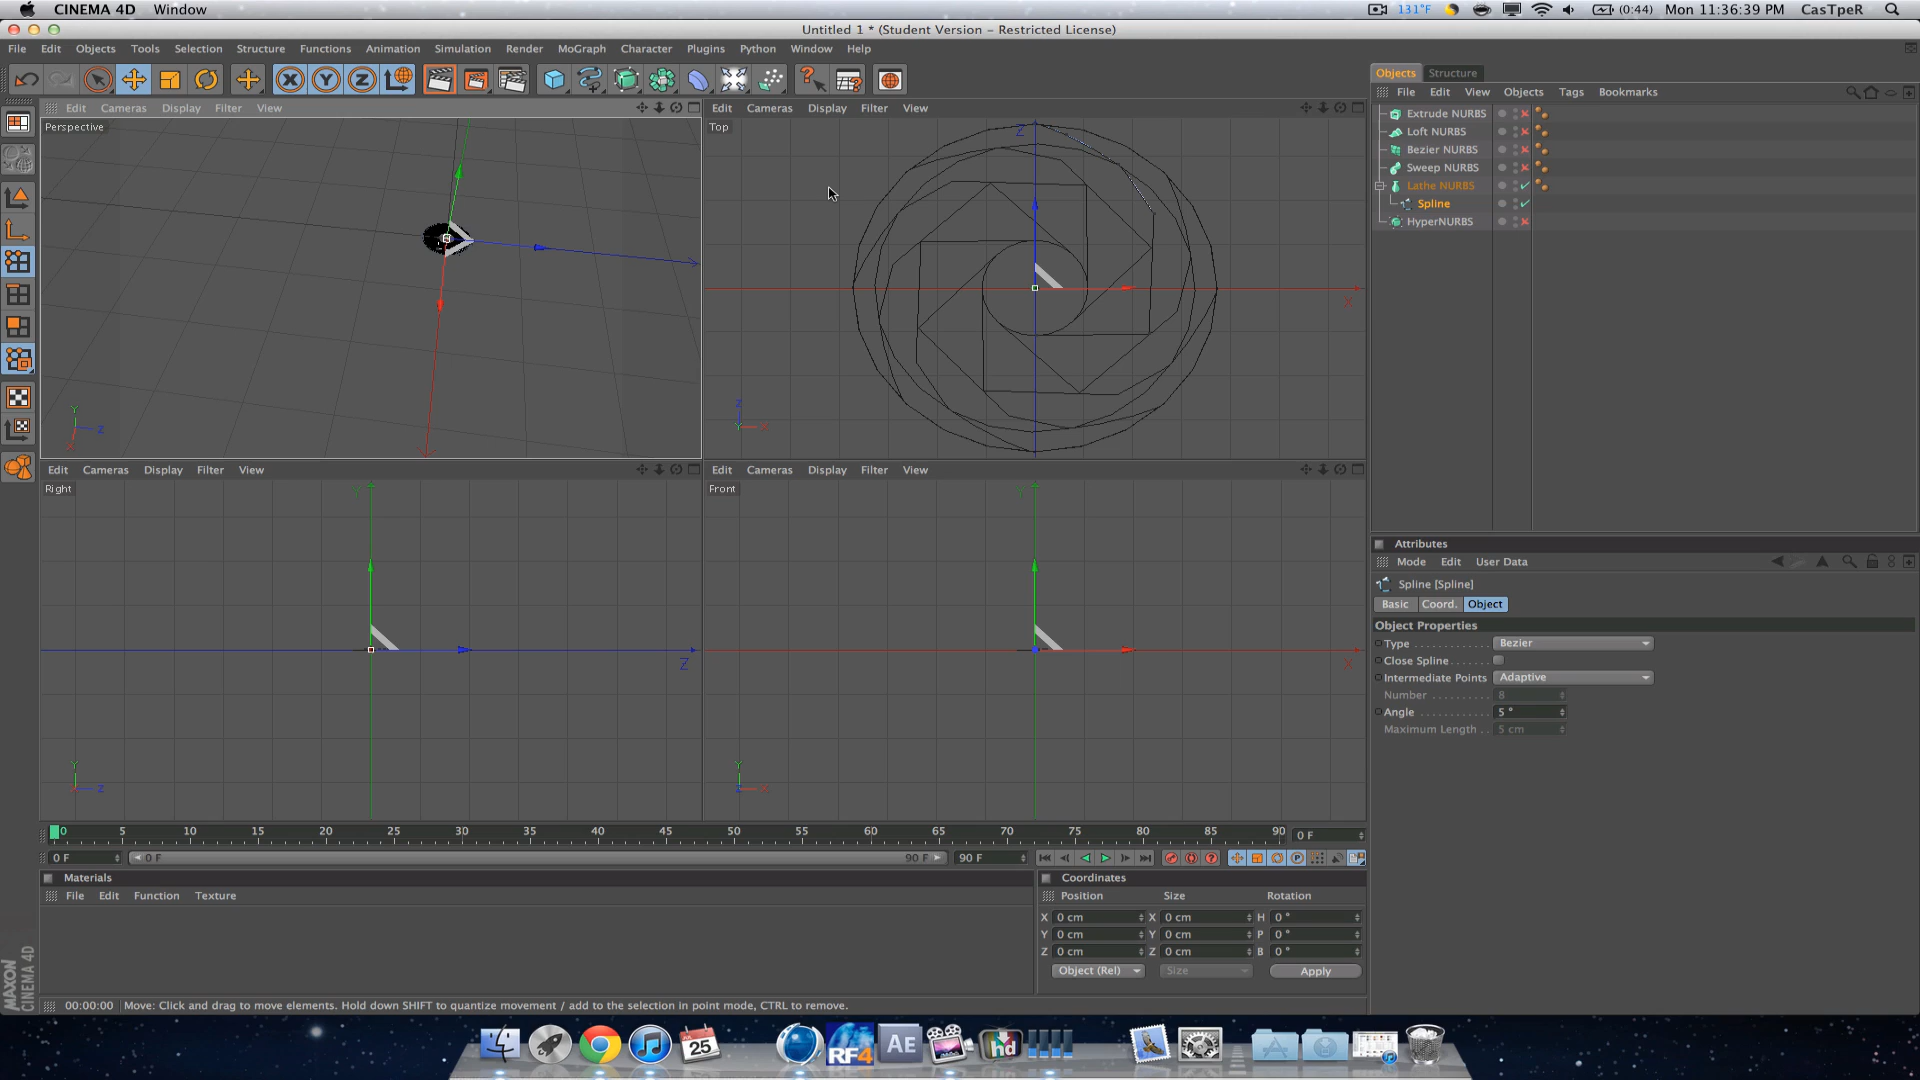 CINEMA 4D Window
131°F (0:44) Mon 11:36:39 PM CasTpeR
Untitled 1 * (Student Version – Restricted License)
File Edit Objects Tools Selection Structure Functions Animation Simulation Render MoGraph Character Plugins Python Window Help
Edit Cameras Display Filter View
Perspective
Y
Z
X
Edit Cameras Display Filter View
Top
Z
X
Z
Y X
Edit Cameras Display Filter View
Right
Y
Z
Y
X Z
Edit Cameras Display Filter View
Front
Y
X
Y
Z X
0 5 10 15 20 25 30 35 40 45 50 55 60 65 70 75 80 85 90 0 F
0 F 0 F 90 F 90 F
Materials
File Edit Function Texture
Coordinates
Position Size Rotation
X 0 cm X 0 cm H 0 °
Y 0 cm Y 0 cm P 0 °
Z 0 cm Z 0 cm B 0 °
Object (Rel) Size Apply
MAXON
CINEMA 4D
00:00:00 Move: Click and drag to move elements. Hold down SHIFT to quantize movement / add to the selection in point mode, CTRL to remove.
Objects Structure
File Edit View Objects Tags Bookmarks
Extrude NURBS
Loft NURBS
Bezier NURBS
Sweep NURBS
Lathe NURBS
Spline
HyperNURBS
Attributes
Mode Edit User Data
Spline [Spline]
Basic Coord. Object
Object Properties
Type Bezier
Close Spline
Intermediate Points Adaptive
Number 8
Angle 5 °
Maximum Length 5 cm
25
RF4
AE
hd